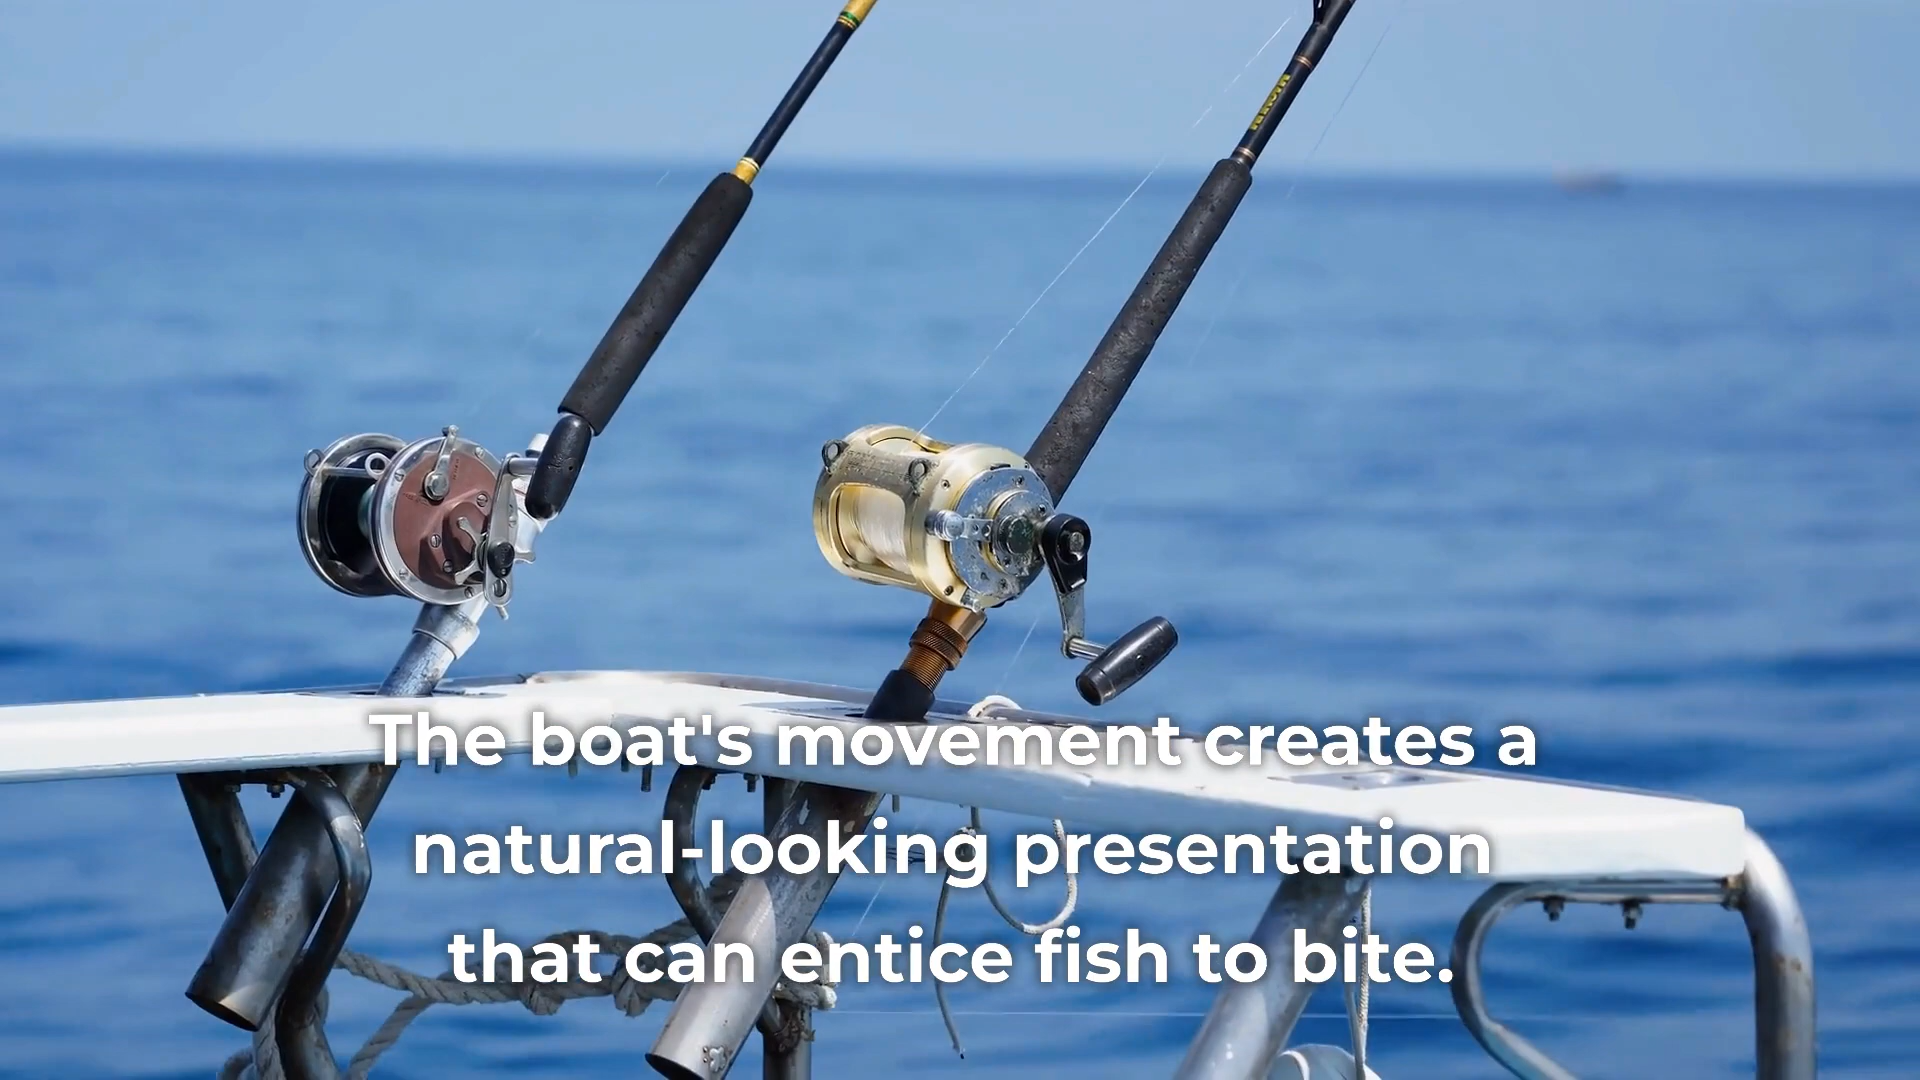 The boat's movement creates a
natural-looking presentation
that can entice fish to bite.